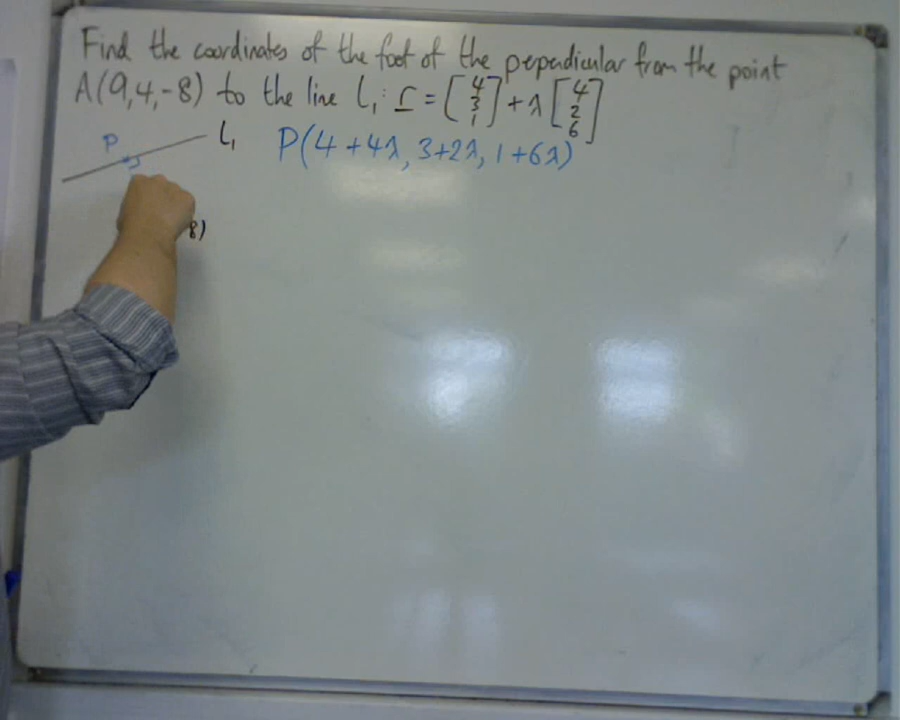 Find the coordinates of the foot of the pependicular from the point
A(9,4,-8) to the line l₁: r = [4 3 1] + λ [4 2 6]
P l₁ P(4+4λ, 3+2λ, 1+6λ)
8)